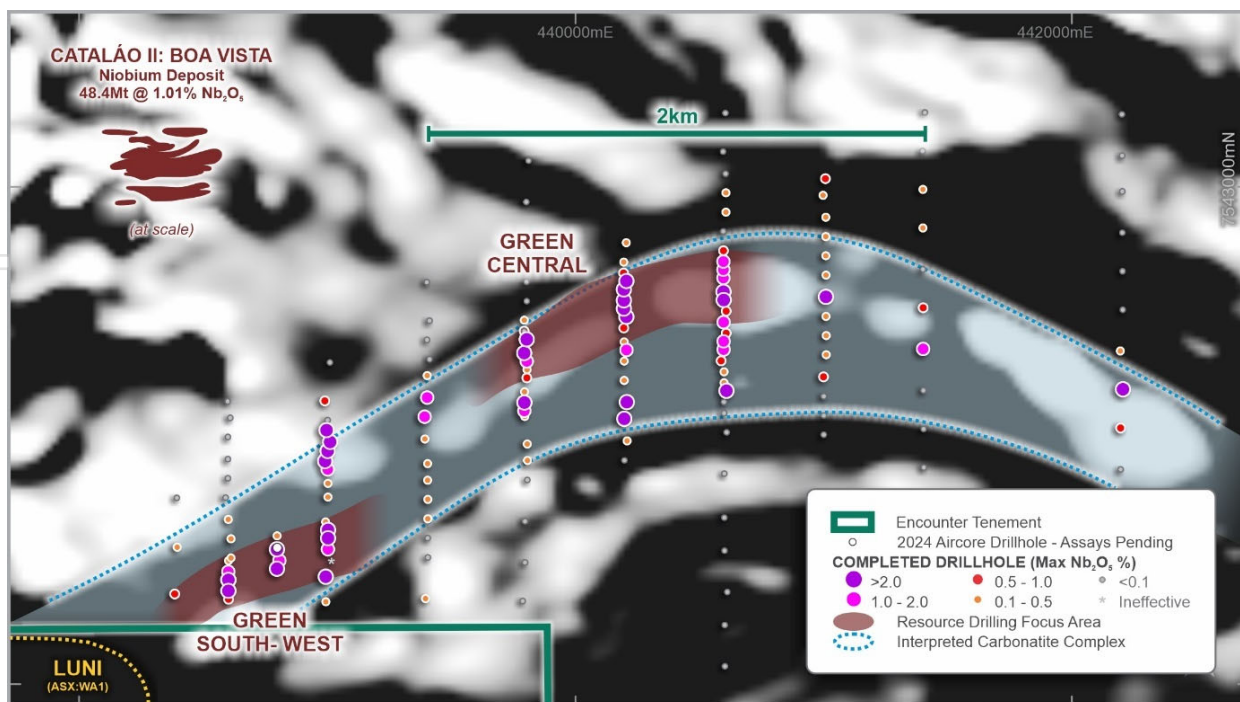 CATALÁO II: BOA VISTA
Niobium Deposit
48.4Mt @ 1.01% Nb₂O₅
(at scale)
440000mE
442000mE
7543000mN
2km
GREEN
CENTRAL
GREEN
SOUTH- WEST
LUNI
(ASX:WA1)
Encounter Tenement
2024 Aircore Drillhole - Assays Pending
COMPLETED DRILLHOLE (Max Nb₂O₅ %)
>2.0
0.5 - 1.0
<0.1
1.0 - 2.0
0.1 - 0.5
* Ineffective
Resource Drilling Focus Area
Interpreted Carbonatite Complex